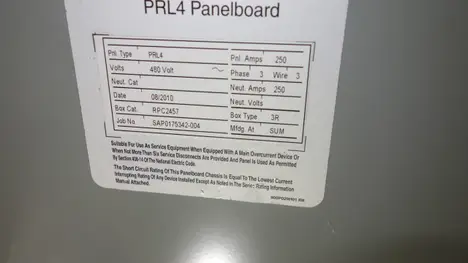 PRL4 Panelboard
Pnl. Type PRL4 Pnl. Amps 250
Volts 480 Volt ~ Phase 3 Wire 3
Neut. Cat Neut. Amps 250
Date 08/2010 Neut. Volts
Box Cat. RPC2457 Box Type 3R
Job No SAP0175342-004 Mfdg. At SUM
Suitable For Use As Service Equipment When Equipped With A Main Overcurrent Device Or
When Not More Than Six Service Disconnects Are Provided And Panel Is Used As Permitted
By Section 408-14 Of The National Electric Code.
The Short Circuit Rating Of This Panelboard Chassis Is Equal To The Lowest Current
Interrupting Rating Of Any Device Installed Except As Noted In The Series Rating Information
Manual Attached.